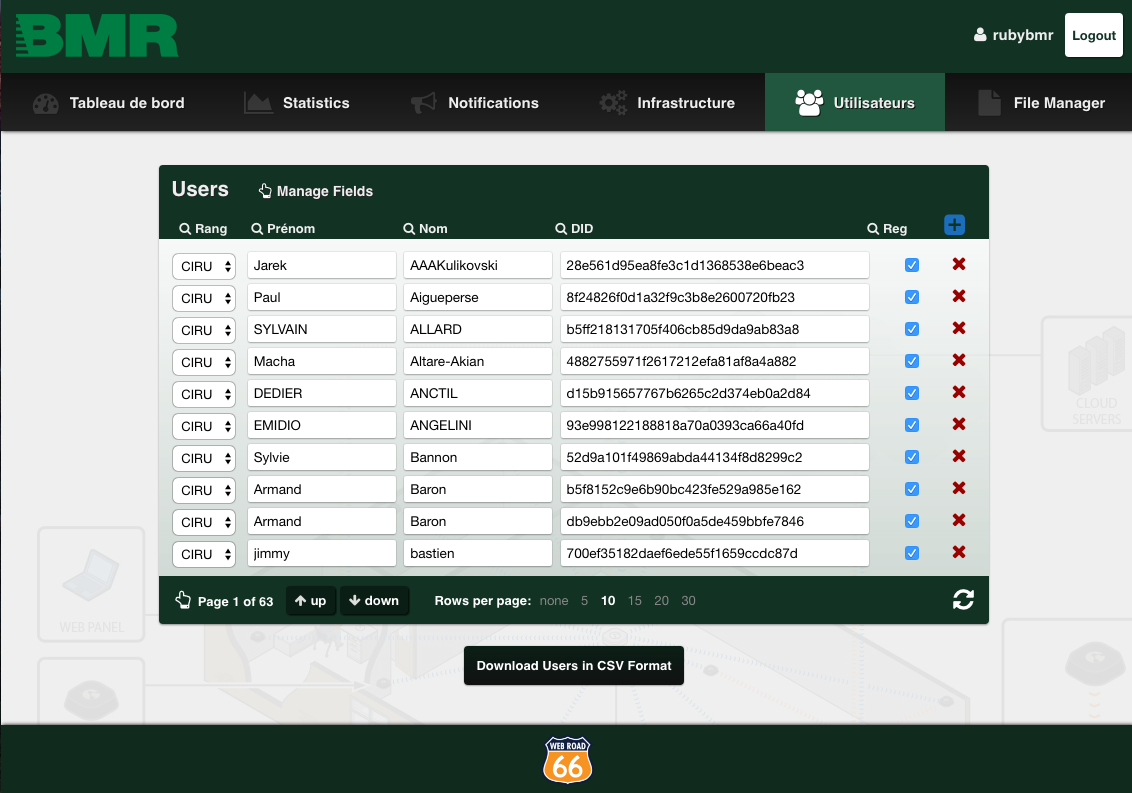 BMR
rubybmr
Logout
Tableau de bord
Statistics
Notifications
Infrastructure
Utilisateurs
File Manager
Users Manage Fields
Rang Prénom Nom DID Reg
CIRU Jarek AAAKulikovski 28e561d95ea8fe3c1d1368538e6beac3
CIRU Paul Aigueperse 8f24826f0d1a32f9c3b8e2600720fb23
CIRU SYLVAIN ALLARD b5ff218131705f406cb85d9da9ab83a8
CIRU Macha Altare-Akian 4882755971f2617212efa81af8a4a882
CIRU DEDIER ANCTIL d15b915657767b6265c2d374eb0a2d84
CIRU EMIDIO ANGELINI 93e998122188818a70a0393ca66a40fd
CIRU Sylvie Bannon 52d9a101f49869abda44134f8d8299c2
CIRU Armand Baron b5f8152c9e6b90bc423fe529a985e162
CIRU Armand Baron db9ebb2e09ad050f0a5de459bbfe7846
CIRU jimmy bastien 700ef35182daef6ede55f1659ccdc87d
Page 1 of 63 up down Rows per page: none 5 10 15 20 30
CLOUD
SERVERS
WEB PANEL
Download Users in CSV Format
WEB ROAD
66